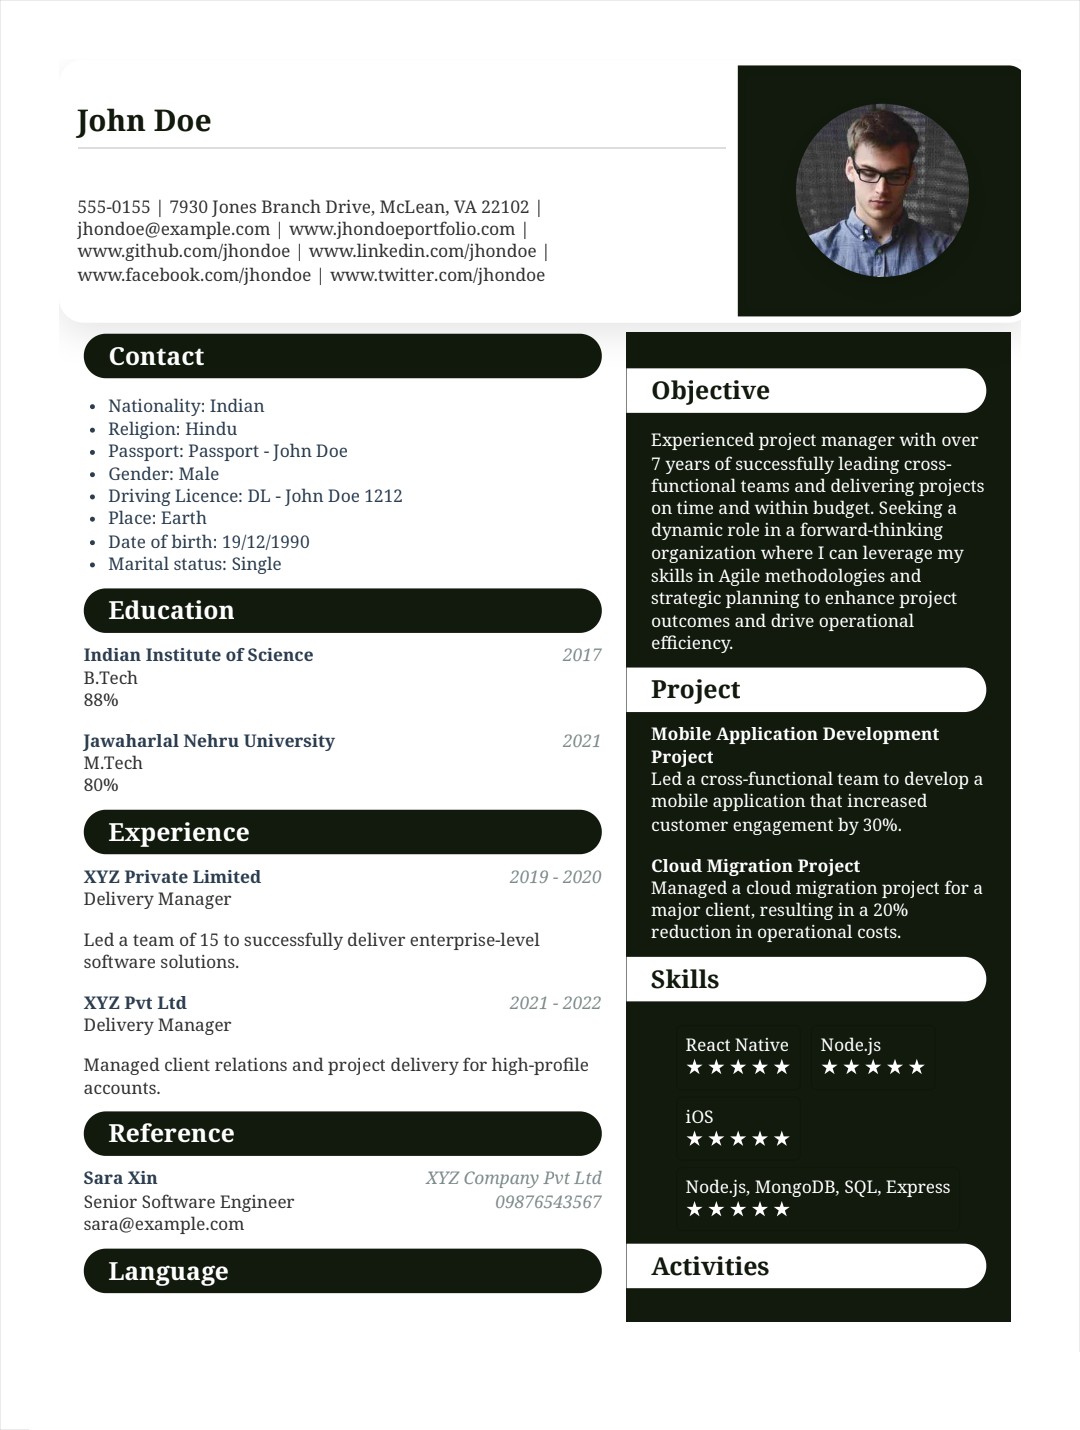 John Doe
555-0155 | 7930 Jones Branch Drive, McLean, VA 22102 |
jhondoe@example.com | www.jhondoeportfolio.com |
www.github.com/jhondoe | www.linkedin.com/jhondoe |
www.facebook.com/jhondoe | www.twitter.com/jhondoe
Contact
• Nationality: Indian
• Religion: Hindu
• Passport: Passport - John Doe
• Gender: Male
• Driving Licence: DL - John Doe 1212
• Place: Earth
• Date of birth: 19/12/1990
• Marital status: Single
Education
Indian Institute of Science 2017
B.Tech
88%
Jawaharlal Nehru University 2021
M.Tech
80%
Experience
XYZ Private Limited 2019 - 2020
Delivery Manager
Led a team of 15 to successfully deliver enterprise-level
software solutions.
XYZ Pvt Ltd 2021 - 2022
Delivery Manager
Managed client relations and project delivery for high-profile
accounts.
Reference
Sara Xin XYZ Company Pvt Ltd
Senior Software Engineer 09876543567
sara@example.com
Language
Objective
Experienced project manager with over
7 years of successfully leading cross-
functional teams and delivering projects
on time and within budget. Seeking a
dynamic role in a forward-thinking
organization where I can leverage my
skills in Agile methodologies and
strategic planning to enhance project
outcomes and drive operational
efficiency.
Project
Mobile Application Development
Project
Led a cross-functional team to develop a
mobile application that increased
customer engagement by 30%.
Cloud Migration Project
Managed a cloud migration project for a
major client, resulting in a 20%
reduction in operational costs.
Skills
React Native Node.js
★★★★★ ★★★★★
iOS
★★★★★
Node.js, MongoDB, SQL, Express
★★★★★
Activities